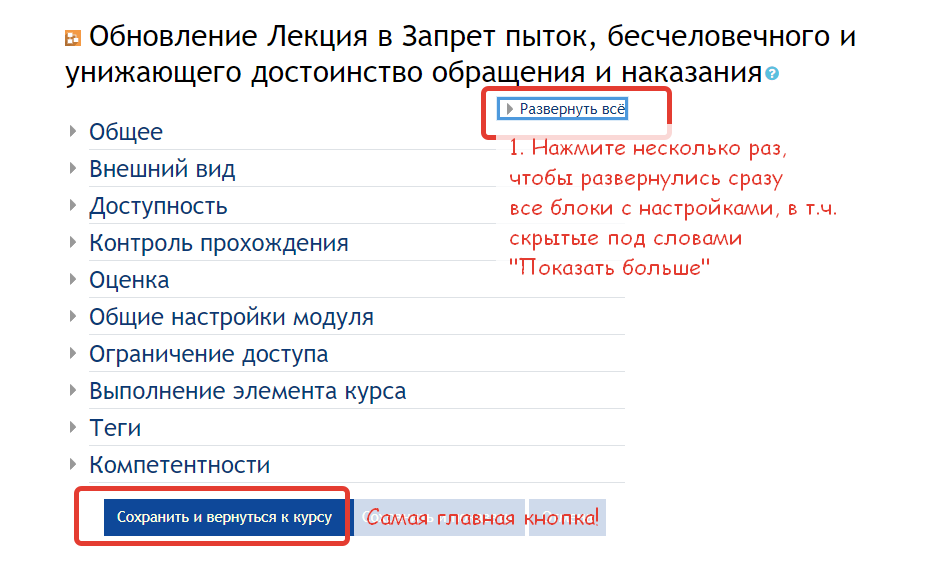 Обновление Лекция в Запрет пыток, бесчеловечного и
унижающего достоинство обращения и наказания
Развернуть всё
Общее
Внешний вид
Доступность
Контроль прохождения
Оценка
Общие настройки модуля
Ограничение доступа
Выполнение элемента курса
Теги
Компетентности
1. Нажмите несколько раз,
чтобы развернулись сразу
все блоки с настройками, в т.ч.
скрытые под словами
"Показать больше"
Сохранить и вернуться к курсу
Самая главная кнопка!